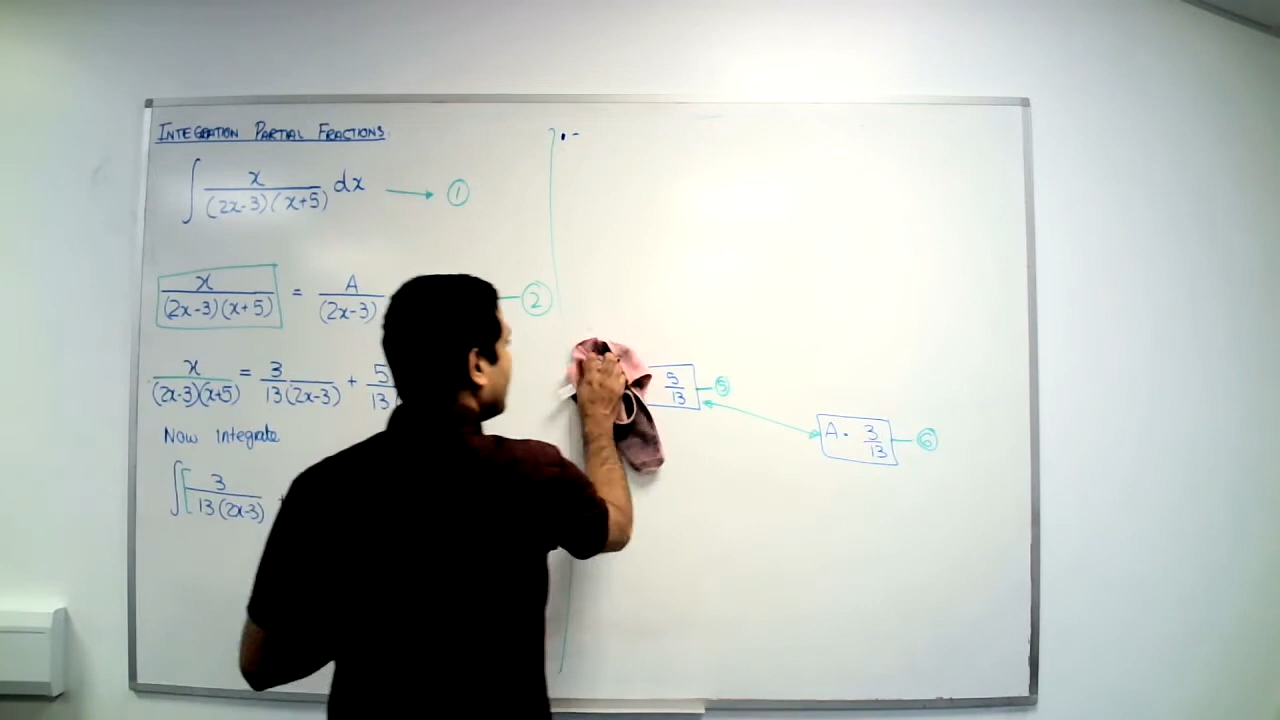 INTEGRATION PARTIAL FRACTIONS.
∫ x / (2x-3)(x+5) dx → ①
x / (2x-3)(x+5) = A / (2x-3) ②
x / (2x-3)(x+5) = 3 / 13(2x-3) + 5 / 13
Now integrate
∫[ 3 / 13(2x-3) +
5 / 13 ⑤
A = 3 / 13 ⑥